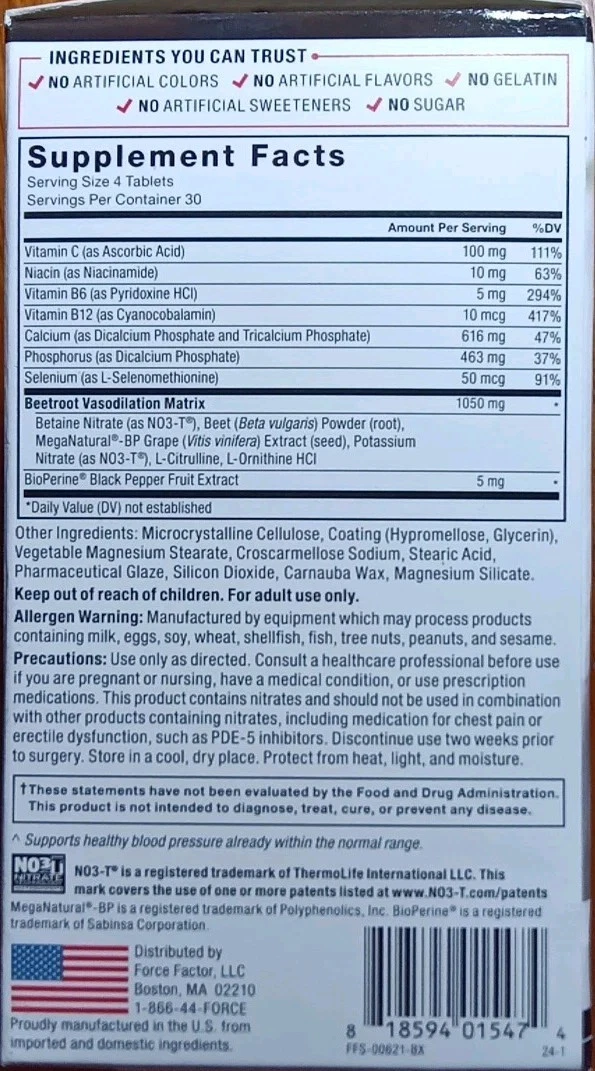 INGREDIENTS YOU CAN TRUST
✓ NO ARTIFICIAL COLORS ✓ NO ARTIFICIAL FLAVORS ✓ NO GELATIN
✓ NO ARTIFICIAL SWEETENERS ✓ NO SUGAR
Supplement Facts
Serving Size 4 Tablets
Servings Per Container 30
Amount Per Serving %DV
Vitamin C (as Ascorbic Acid) 100 mg 111%
Niacin (as Niacinamide) 10 mg 63%
Vitamin B6 (as Pyridoxine HCl) 5 mg 294%
Vitamin B12 (as Cyanocobalamin) 10 mcg 417%
Calcium (as Dicalcium Phosphate and Tricalcium Phosphate) 616 mg 47%
Phosphorus (as Dicalcium Phosphate) 463 mg 37%
Selenium (as L-Selenomethionine) 50 mcg 91%
Beetroot Vasodilation Matrix 1050 mg *
Betaine Nitrate (as NO3-T®), Beet (Beta vulgaris) Powder (root),
MegaNatural®-BP Grape (Vitis vinifera) Extract (seed), Potassium
Nitrate (as NO3-T®), L-Citrulline, L-Ornithine HCl
BioPerine® Black Pepper Fruit Extract 5 mg *
*Daily Value (DV) not established
Other Ingredients: Microcrystalline Cellulose, Coating (Hypromellose, Glycerin),
Vegetable Magnesium Stearate, Croscarmellose Sodium, Stearic Acid,
Pharmaceutical Glaze, Silicon Dioxide, Carnauba Wax, Magnesium Silicate.
Keep out of reach of children. For adult use only.
Allergen Warning: Manufactured by equipment which may process products
containing milk, eggs, soy, wheat, shellfish, fish, tree nuts, peanuts, and sesame.
Precautions: Use only as directed. Consult a healthcare professional before use
if you are pregnant or nursing, have a medical condition, or use prescription
medications. This product contains nitrates and should not be used in combination
with other products containing nitrates, including medication for chest pain or
erectile dysfunction, such as PDE-5 inhibitors. Discontinue use two weeks prior
to surgery. Store in a cool, dry place. Protect from heat, light, and moisture.
†These statements have not been evaluated by the Food and Drug Administration.
This product is not intended to diagnose, treat, cure, or prevent any disease.
^ Supports healthy blood pressure already within the normal range.
NO3-T
NITRATE
NO3-T® is a registered trademark of ThermoLife International LLC. This
mark covers the use of one or more patents listed at www.NO3-T.com/patents
MegaNatural®-BP is a registered trademark of Polyphenolics, Inc. BioPerine® is a registered
trademark of Sabinsa Corporation.
Distributed by
Force Factor, LLC
Boston, MA 02210
1-866-44-FORCE
Proudly manufactured in the U.S. from
imported and domestic ingredients.
8 18594 01547 4
FFS-00621-BX 24-1